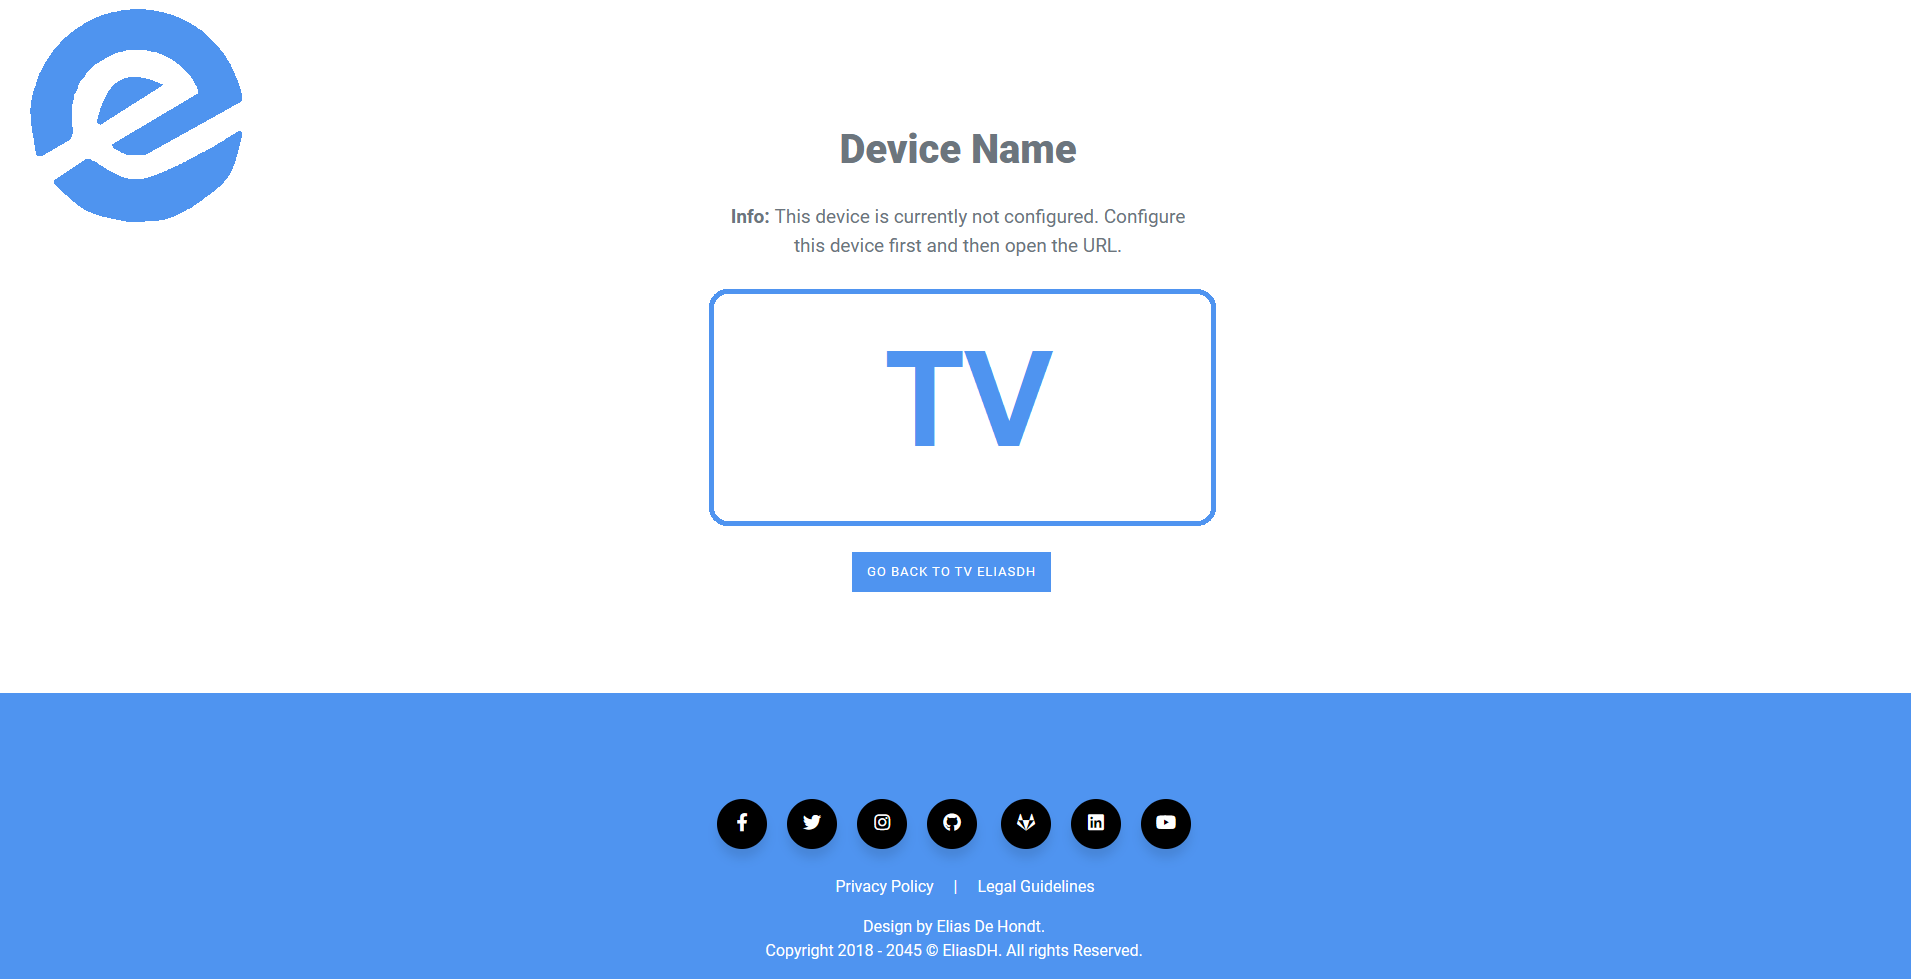 Device Name
Info: This device is currently not configured. Configure
this device first and then open the URL.
TV
GO BACK TO TV ELIASDH
Privacy Policy | Legal Guidelines
Design by Elias De Hondt.
Copyright 2018 - 2045 © EliasDH. All rights Reserved.